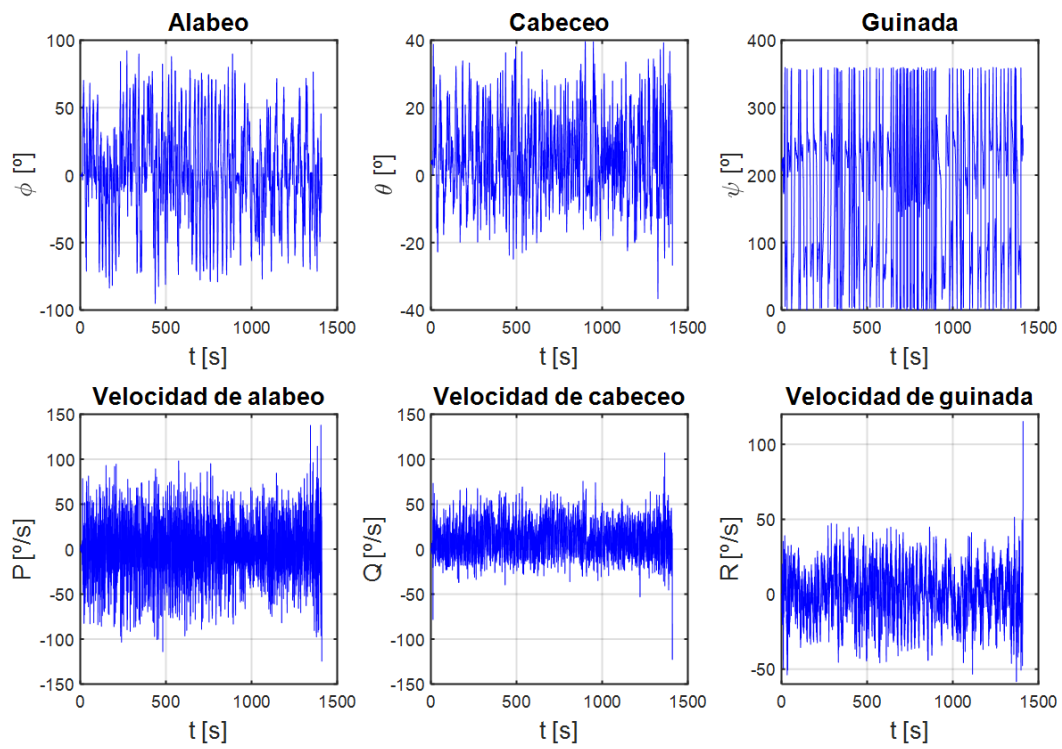 Alabeo
100
50
0
-50
-100
ϕ [º]
0 500 1000 1500
t [s]
Cabeceo
40
20
0
-20
-40
θ [º]
0 500 1000 1500
t [s]
Guinada
400
300
200
100
0
ψ [º]
0 500 1000 1500
t [s]
Velocidad de alabeo
150
100
50
0
-50
-100
-150
P [º/s]
0 500 1000 1500
t [s]
Velocidad de cabeceo
150
100
50
0
-50
-100
-150
Q [º/s]
0 500 1000 1500
t [s]
Velocidad de guinada
100
50
0
-50
R [º/s]
0 500 1000 1500
t [s]